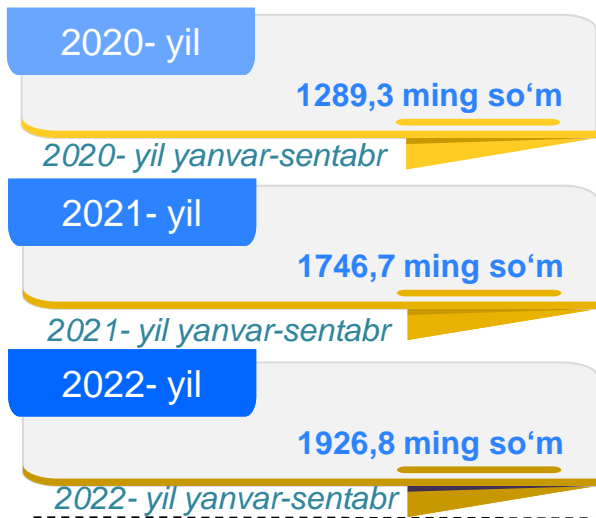 2020- yil
1289,3 ming so‘m
2020- yil yanvar-sentabr
2021- yil
1746,7 ming so‘m
2021- yil yanvar-sentabr
2022- yil
1926,8 ming so‘m
2022- yil yanvar-sentabr